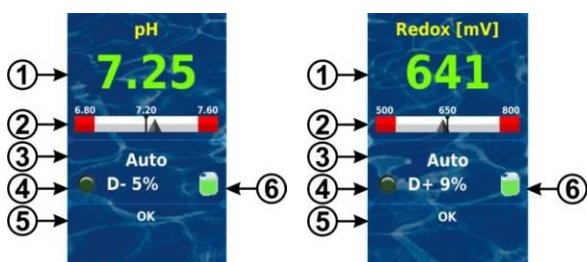 pH
① 7.25
6.80 7.20 7.60
②
③ Auto
④ D- 5% ⑥
⑤ OK
Redox [mV]
① 641
500 650 800
②
③ Auto
④ D+ 9% ⑥
⑤ OK